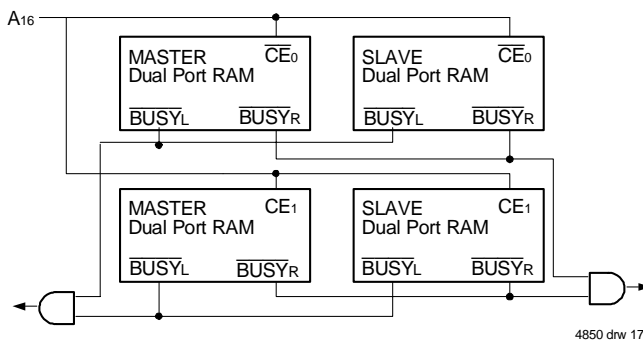 A16
MASTER CE0 SLAVE CE0
Dual Port RAM Dual Port RAM
BUSYL BUSYR BUSYL BUSYR
MASTER CE1 SLAVE CE1
Dual Port RAM Dual Port RAM
BUSYL BUSYR BUSYL BUSYR
4850 drw 17